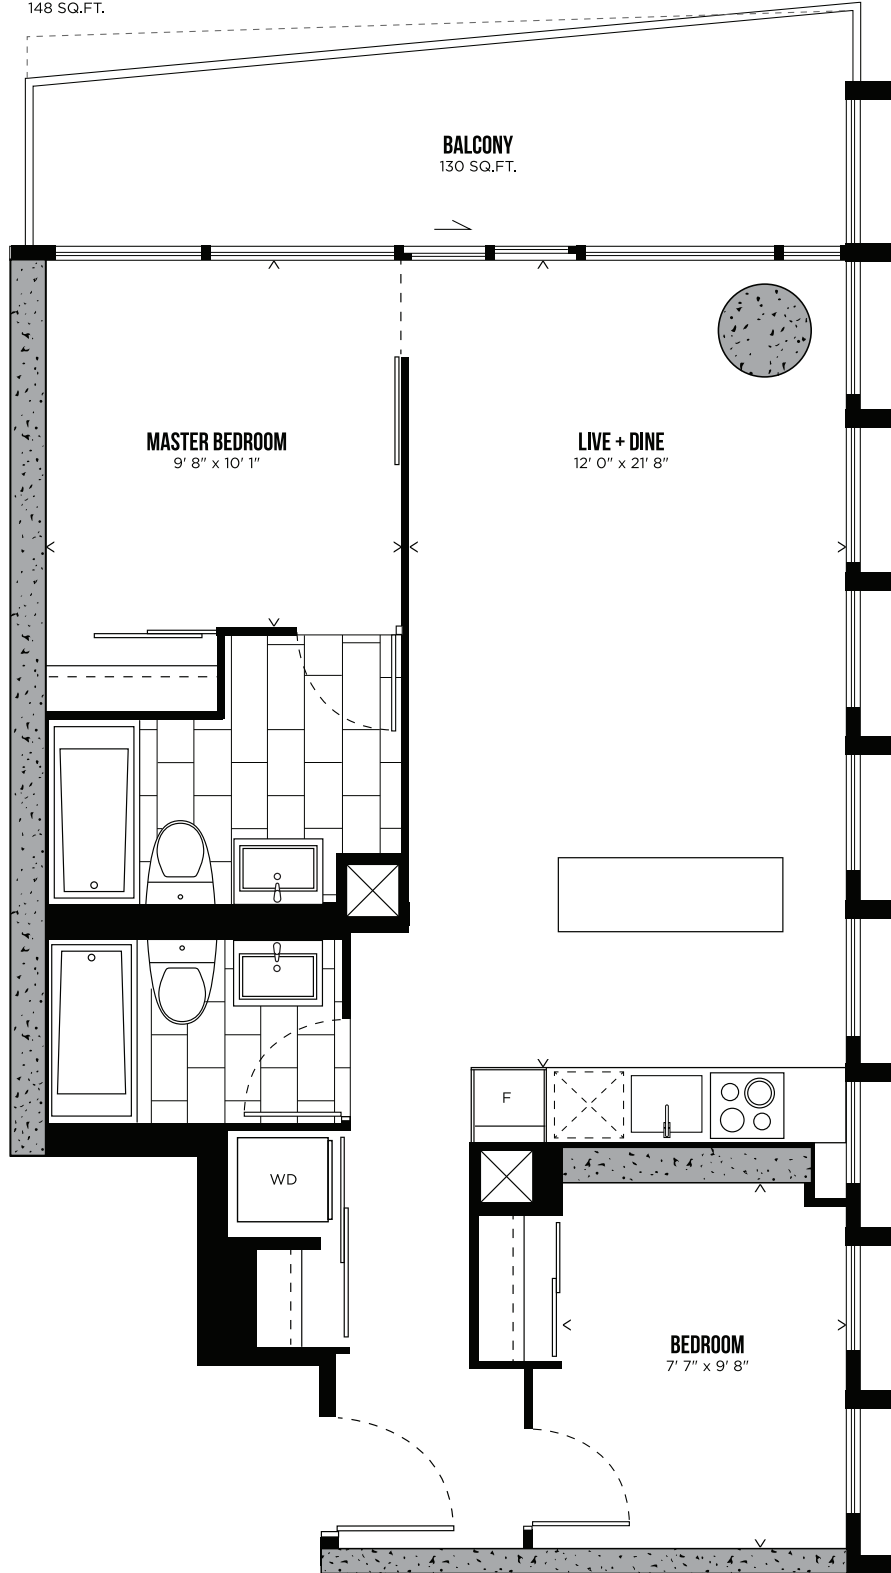 148 SQ.FT.
BALCONY
130 SQ.FT.
MASTER BEDROOM
9' 8" x 10' 1"
LIVE + DINE
12' 0" x 21' 8"
F
WD
BEDROOM
7' 7" x 9' 8"